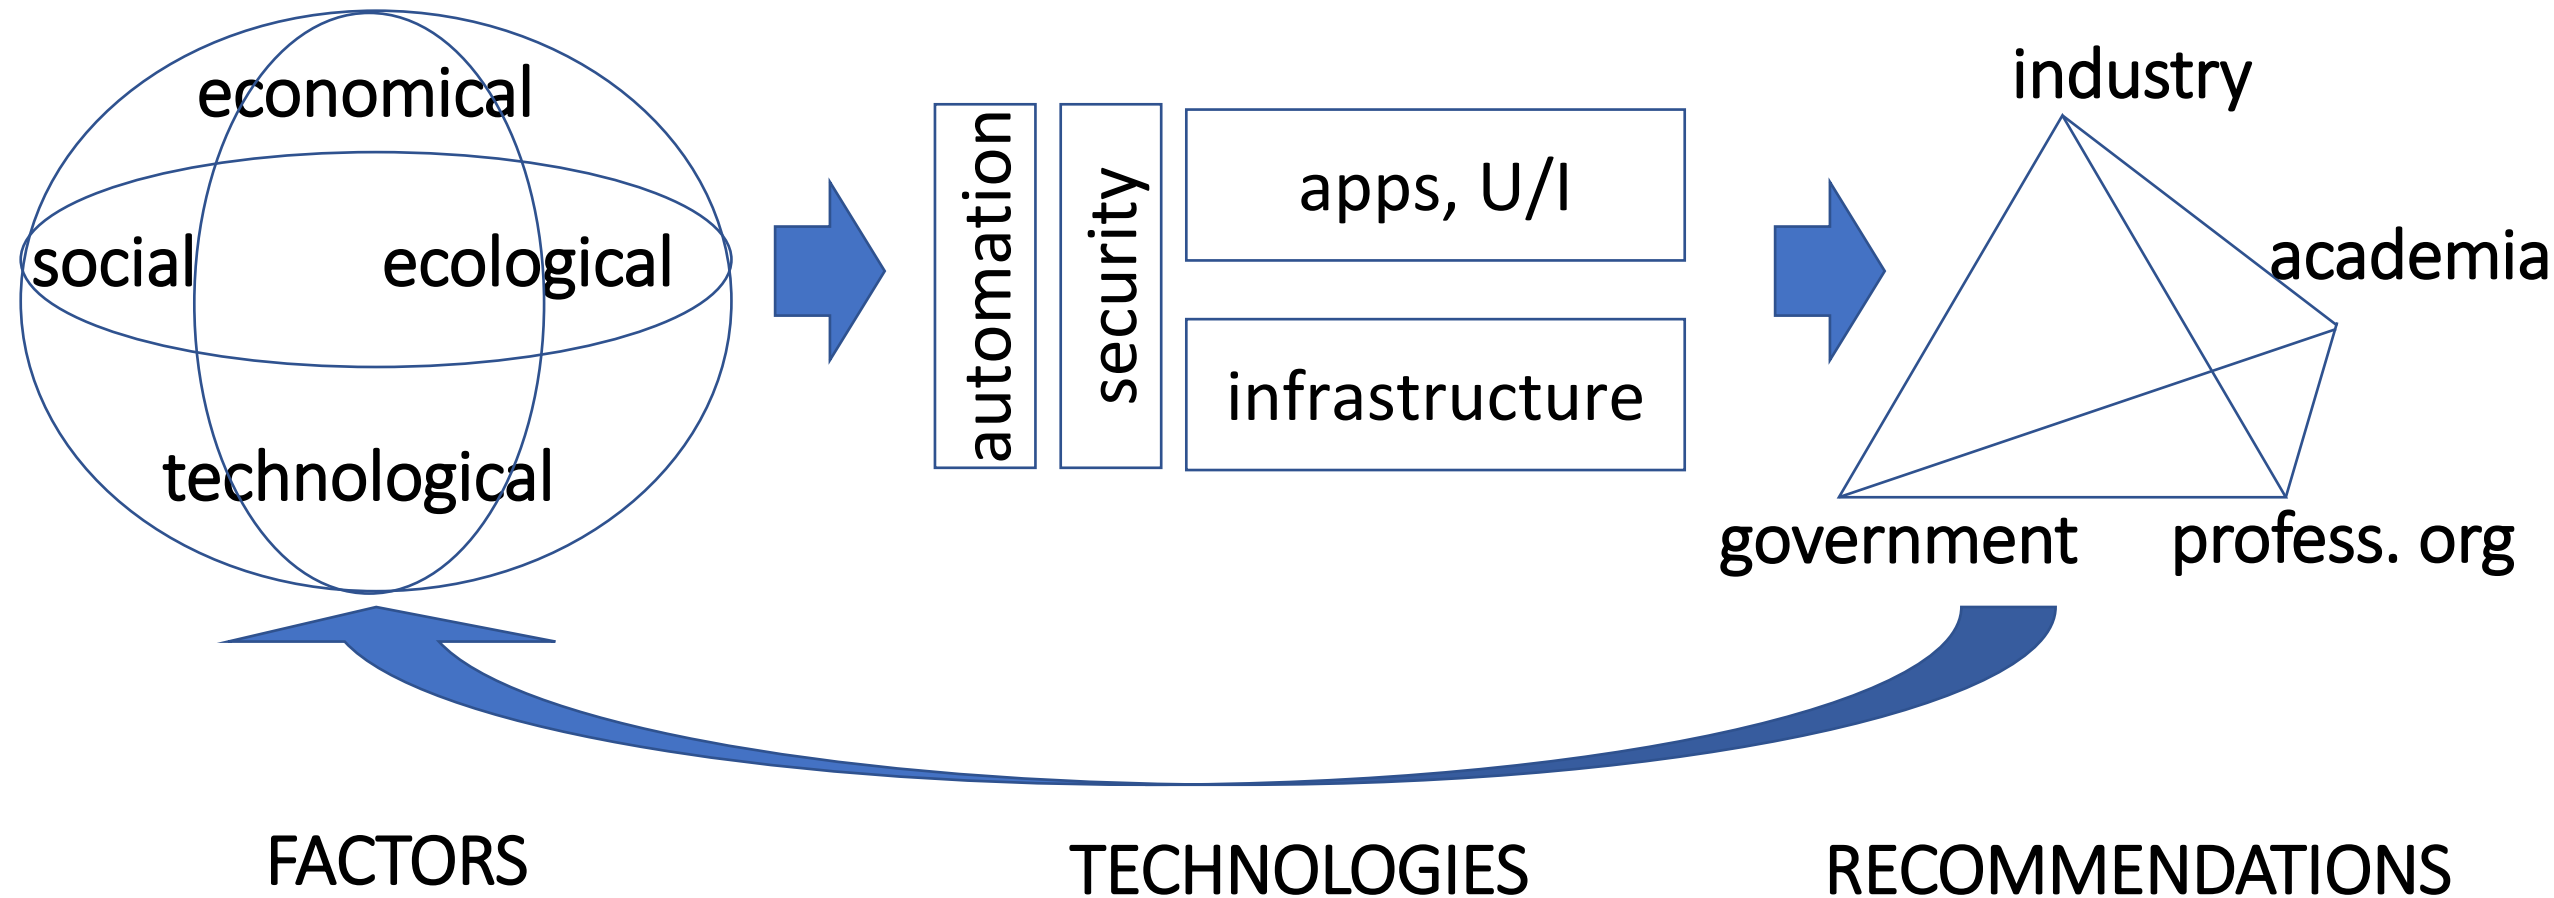 economical
social
ecological
technological
automation
security
apps, U/I
infrastructure
industry
academia
government
profess. org
FACTORS
TECHNOLOGIES
RECOMMENDATIONS